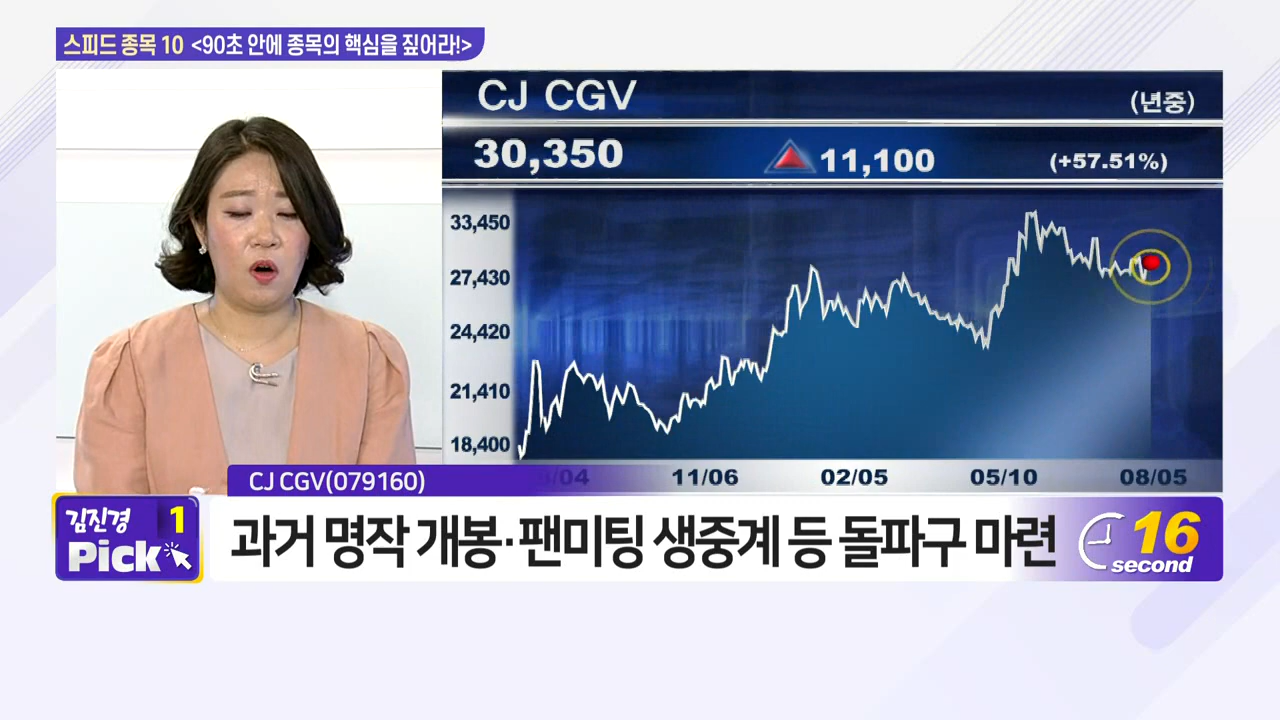 스피드 종목 10 <90초 안에 종목의 핵심을 짚어라!>
CJ CGV
(년중)
30,350
11,100
(+57.51%)
33,450
27,430
24,420
21,410
18,400
/04
11/06
02/05
05/10
08/05
CJ CGV(079160)
김진경 1
Pick
과거 명작 개봉·팬미팅 생중계 등 돌파구 마련
16
second